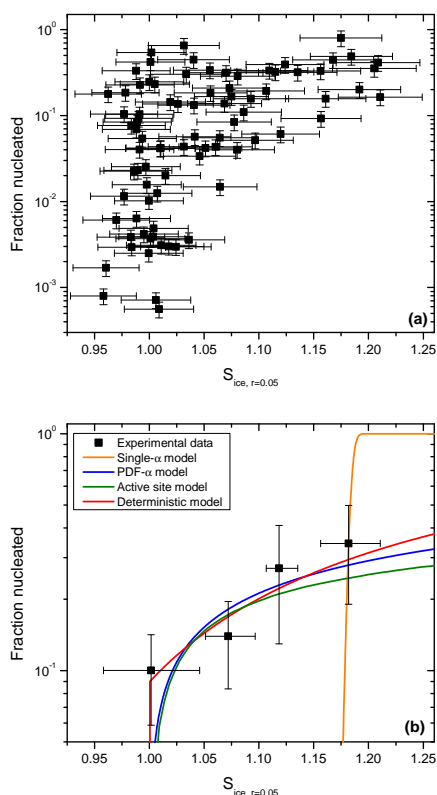 10⁰
10⁻¹
10⁻²
10⁻³
Fraction nucleated
(a)
0.95 1.00 1.05 1.10 1.15 1.20 1.25
S ice, r=0.05
Experimental data
Single-α model
PDF-α model
Active site model
Deterministic model
10⁰
10⁻¹
Fraction nucleated
(b)
0.95 1.00 1.05 1.10 1.15 1.20 1.25
S ice, r=0.05